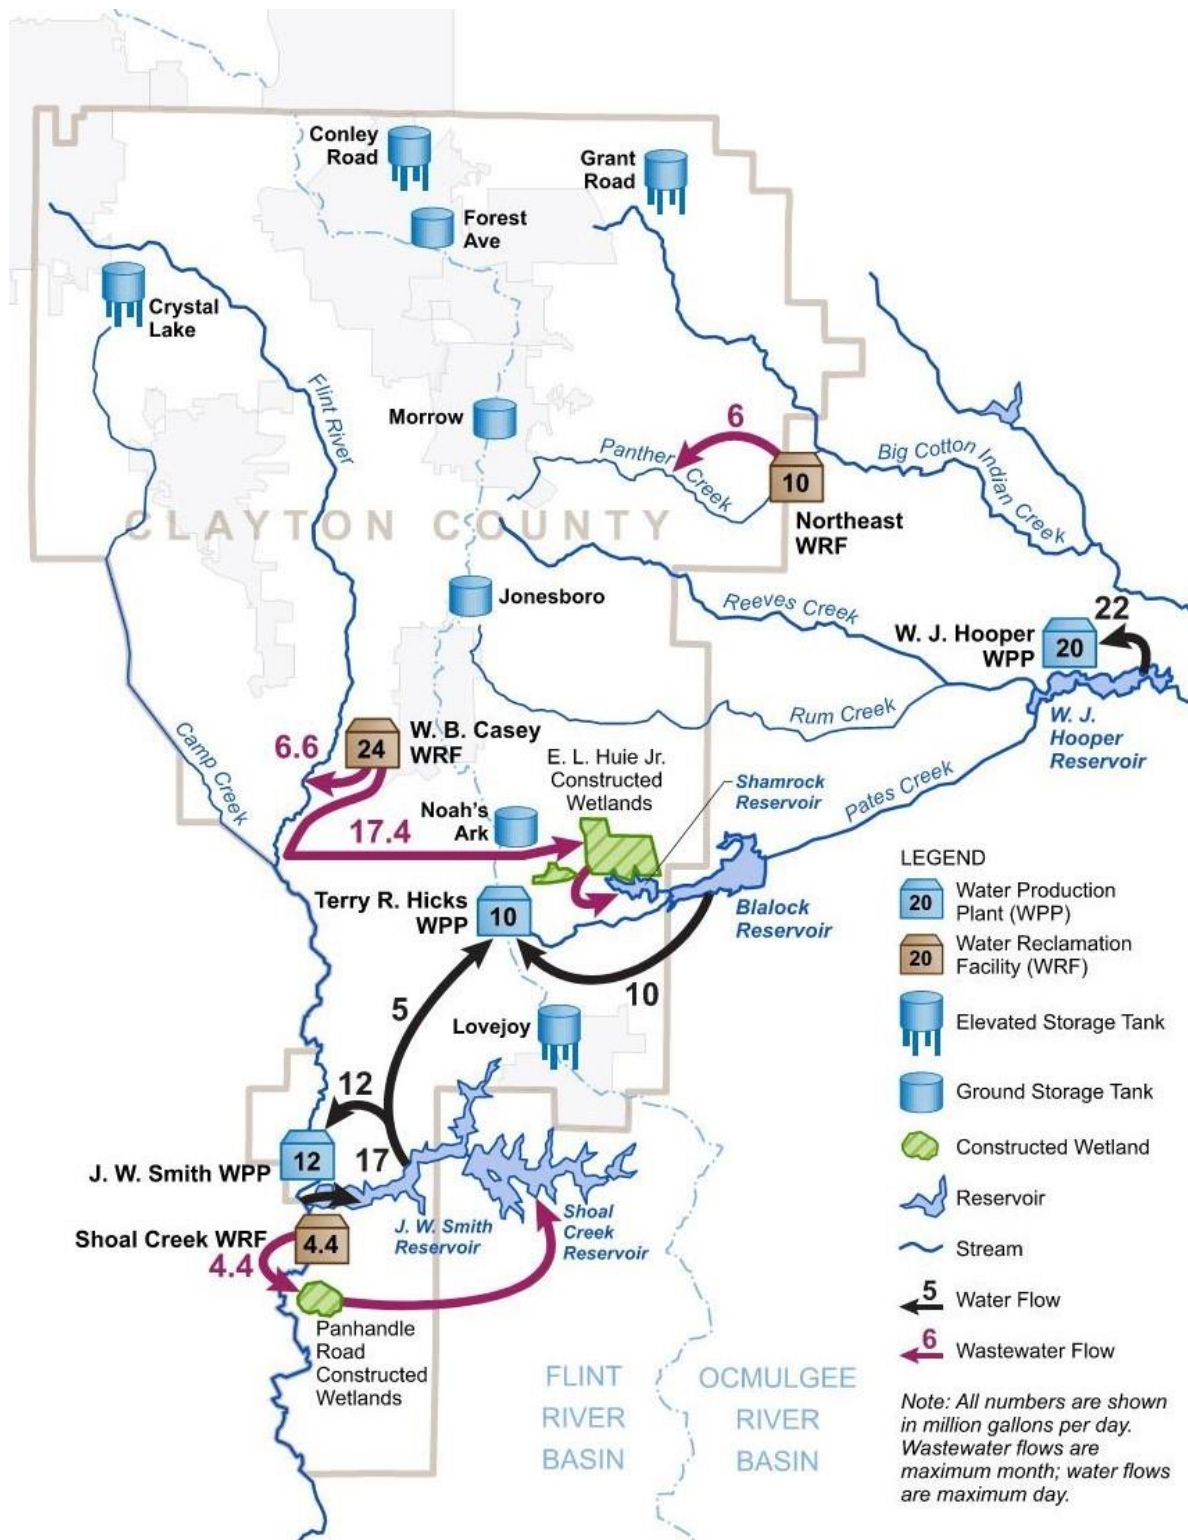 Conley
Road
Grant
Road
Forest
Ave
Crystal
Lake
Flint River
Morrow
6
Panther Creek
10
Northeast
WRF
Big Cotton Indian Creek
CLAYTON COUNTY
Jonesboro
Reeves Creek
W. J. Hooper
WPP
20
22
Camp Creek
6.6
24
W. B. Casey
WRF
Rum Creek
W. J.
Hooper
Reservoir
E. L. Huie Jr.
Constructed
Wetlands
Shamrock
Reservoir
Pates Creek
17.4
Noah's
Ark
Terry R. Hicks
WPP
10
Blalock
Reservoir
5
10
Lovejoy
12
12
17
J. W. Smith WPP
J. W. Smith
Reservoir
Shoal
Creek
Reservoir
Shoal Creek WRF
4.4
4.4
Panhandle
Road
Constructed
Wetlands
FLINT
RIVER
BASIN
OCMULGEE
RIVER
BASIN
LEGEND
20
Water Production
Plant (WPP)
20
Water Reclamation
Facility (WRF)
Elevated Storage Tank
Ground Storage Tank
Constructed Wetland
Reservoir
Stream
5
Water Flow
6
Wastewater Flow
Note: All numbers are shown
in million gallons per day.
Wastewater flows are
maximum month; water flows
are maximum day.